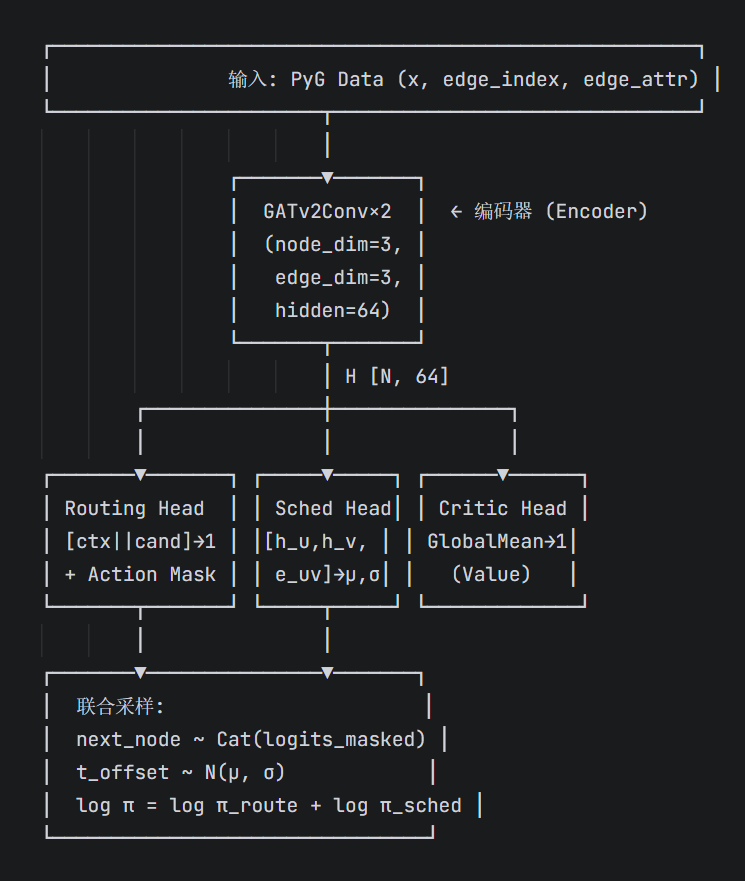 输入: PyG Data (x, edge_index, edge_attr)
GATv2Conv×2 ← 编码器 (Encoder)
(node_dim=3,
edge_dim=3,
hidden=64)
H [N, 64]
Routing Head Sched Head Critic Head
[ctx||cand]→1 [h_u,h_v, GlobalMean→1
+ Action Mask e_uv]→μ,σ (Value)
联合采样:
next_node ~ Cat(logits_masked)
t_offset ~ N(μ, σ)
log π = log π_route + log π_sched